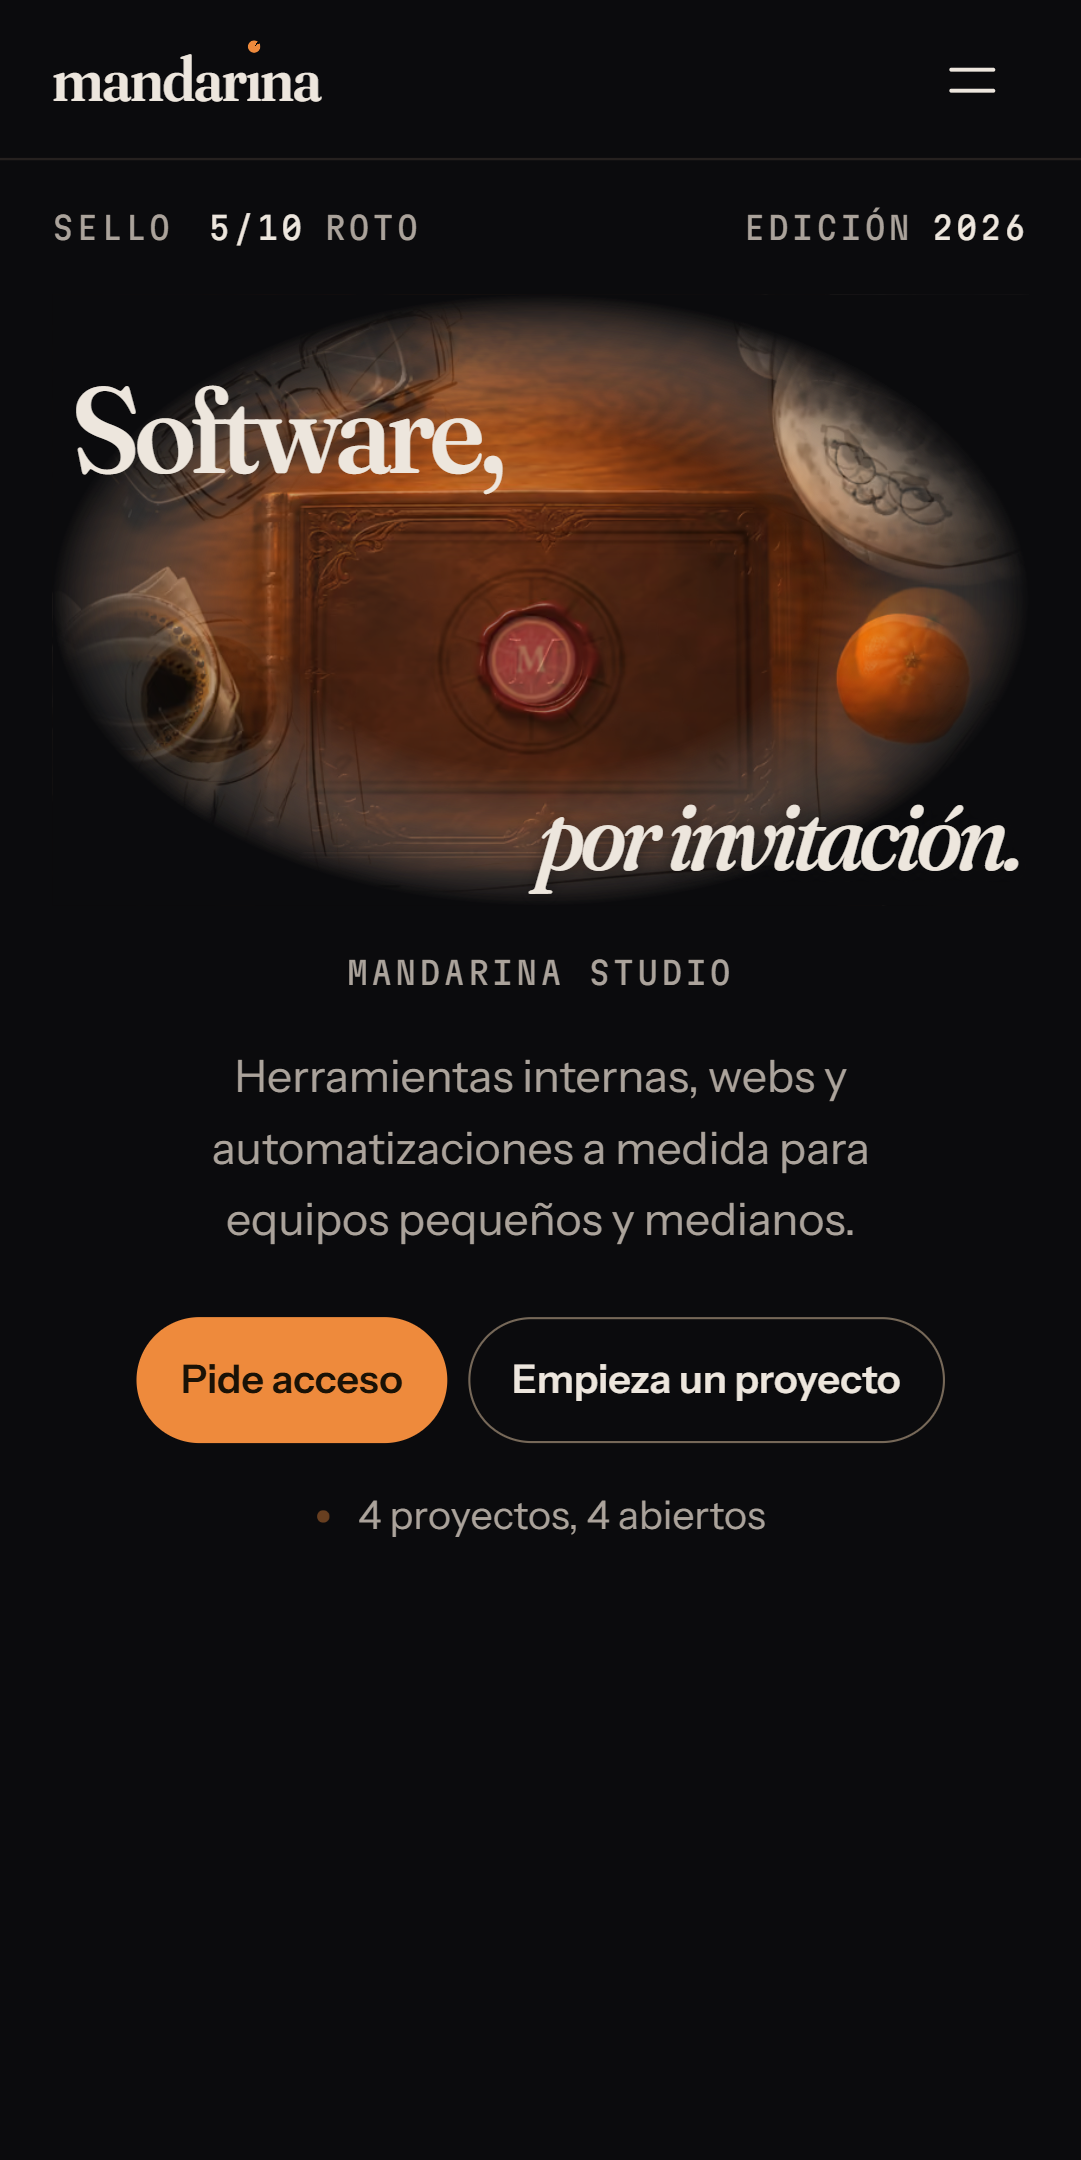 mandarina
SELLO 5/10 ROTO
EDICIÓN 2026
Software,
M
por invitación.
MANDARINA STUDIO
Herramientas internas, webs y
automatizaciones a medida para
equipos pequeños y medianos.
Pide acceso
Empieza un proyecto
4 proyectos, 4 abiertos